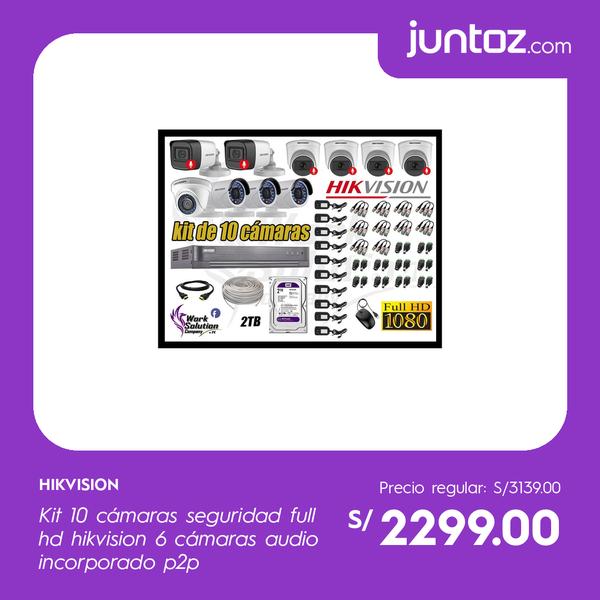 juntoz.com
HIKVISION
kit de 10 cámaras
Work
Solution
Company
2TB
Full HD
1080
HIKVISION
Kit 10 cámaras seguridad full
hd hikvision 6 cámaras audio
incorporado p2p
Precio regular: S/3139.00
S/ 2299.00